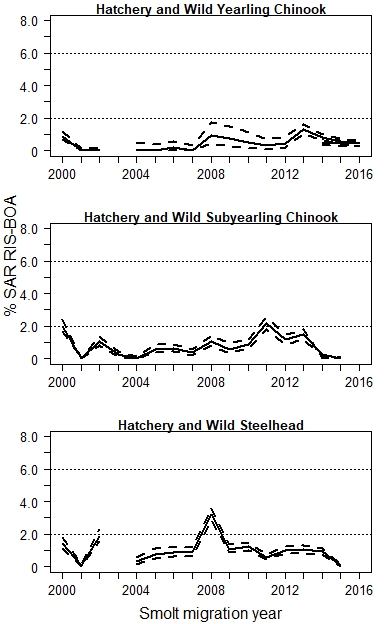 Hatchery and Wild Yearling Chinook
8.0
6.0
4.0
2.0
0
2000 2004 2008 2012 2016
Hatchery and Wild Subyearling Chinook
% SAR RIS-BOA
8.0
6.0
4.0
2.0
0
2000 2004 2008 2012 2016
Hatchery and Wild Steelhead
8.0
6.0
4.0
2.0
0
2000 2004 2008 2012 2016
Smolt migration year